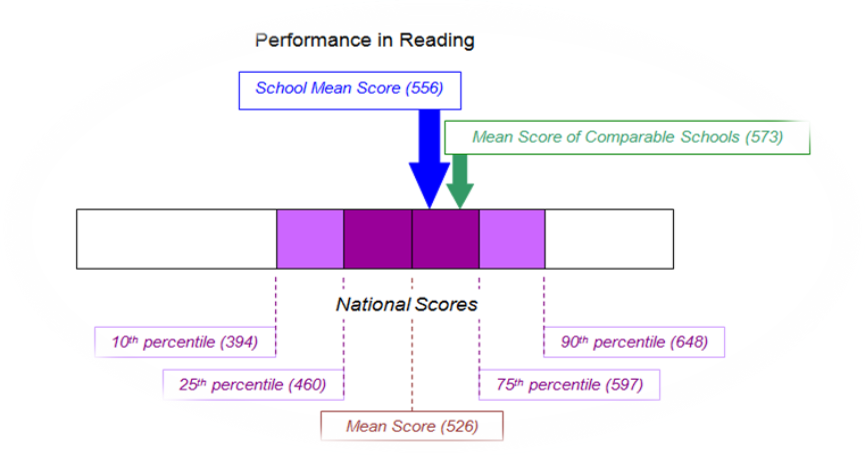 Performance in Reading
School Mean Score (556)
Mean Score of Comparable Schools (573)
National Scores
10th percentile (394)
90th percentile (648)
25th percentile (460)
75th percentile (597)
Mean Score (526)